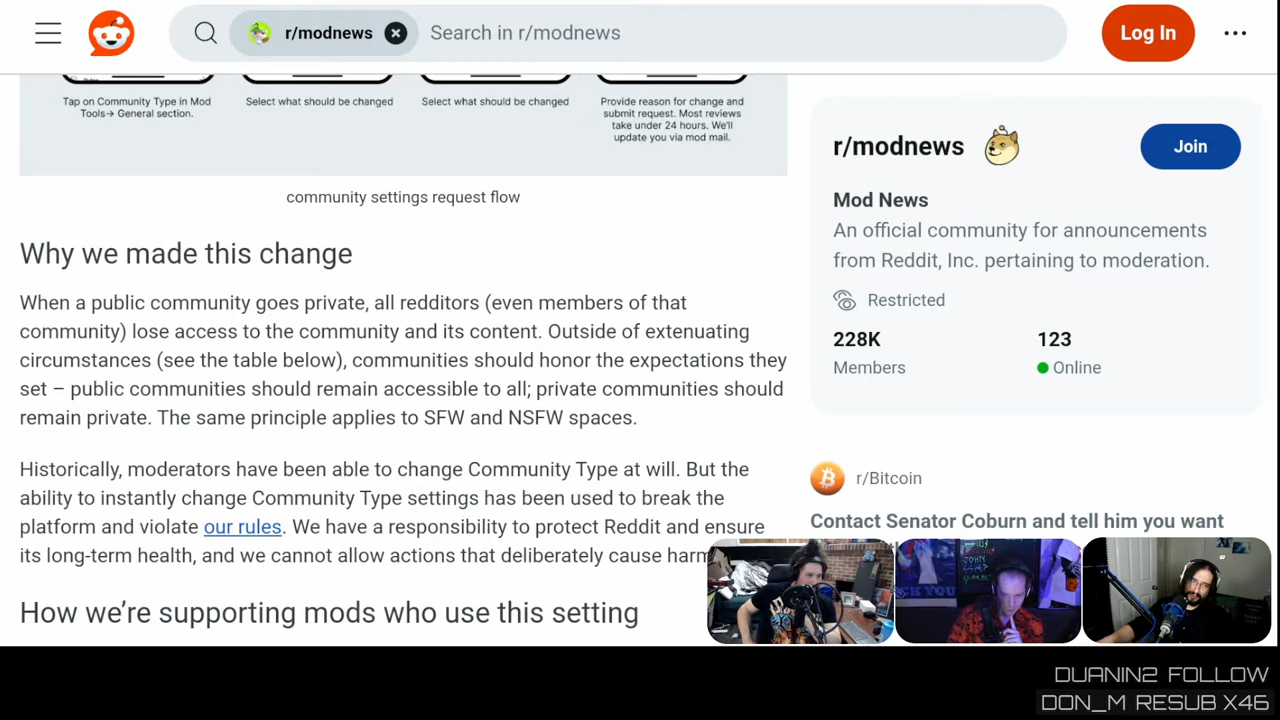 r/modnews
Search in r/modnews
Log In
Tap on Community Type in Mod
Tools→ General section.
Select what should be changed
Select what should be changed
Provide reason for change and
submit request. Most reviews
take under 24 hours. We'll
update you via mod mail.
community settings request flow
Why we made this change
When a public community goes private, all redditors (even members of that
community) lose access to the community and its content. Outside of extenuating
circumstances (see the table below), communities should honor the expectations they
set – public communities should remain accessible to all; private communities should
remain private. The same principle applies to SFW and NSFW spaces.
Historically, moderators have been able to change Community Type at will. But the
ability to instantly change Community Type settings has been used to break the
platform and violate our rules. We have a responsibility to protect Reddit and ensure
its long-term health, and we cannot allow actions that deliberately cause harm
How we're supporting mods who use this setting
r/modnews
Join
Mod News
An official community for announcements
from Reddit, Inc. pertaining to moderation.
Restricted
228K
123
Members
Online
r/Bitcoin
Contact Senator Coburn and tell him you want
DUANIN2 FOLLOW
DON_M RESUB X46